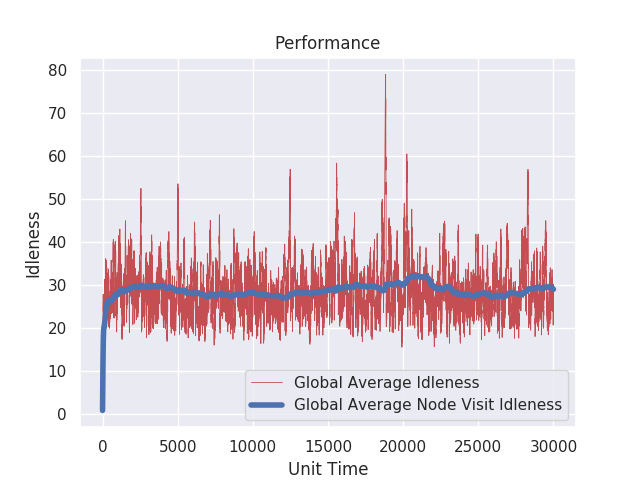 Performance
80
70
60
50
40
30
20
10
0
Idleness
Global Average Idleness
Global Average Node Visit Idleness
0 5000 10000 15000 20000 25000 30000
Unit Time